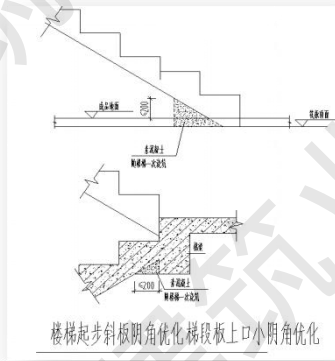 ≤200
成品地面
筑板面
素混凝土
随楼梯一次浇筑
梯梁
素混凝土
≤200
随楼梯一次浇筑
楼梯起步斜板阴角优化 梯段板上口小阴角优化